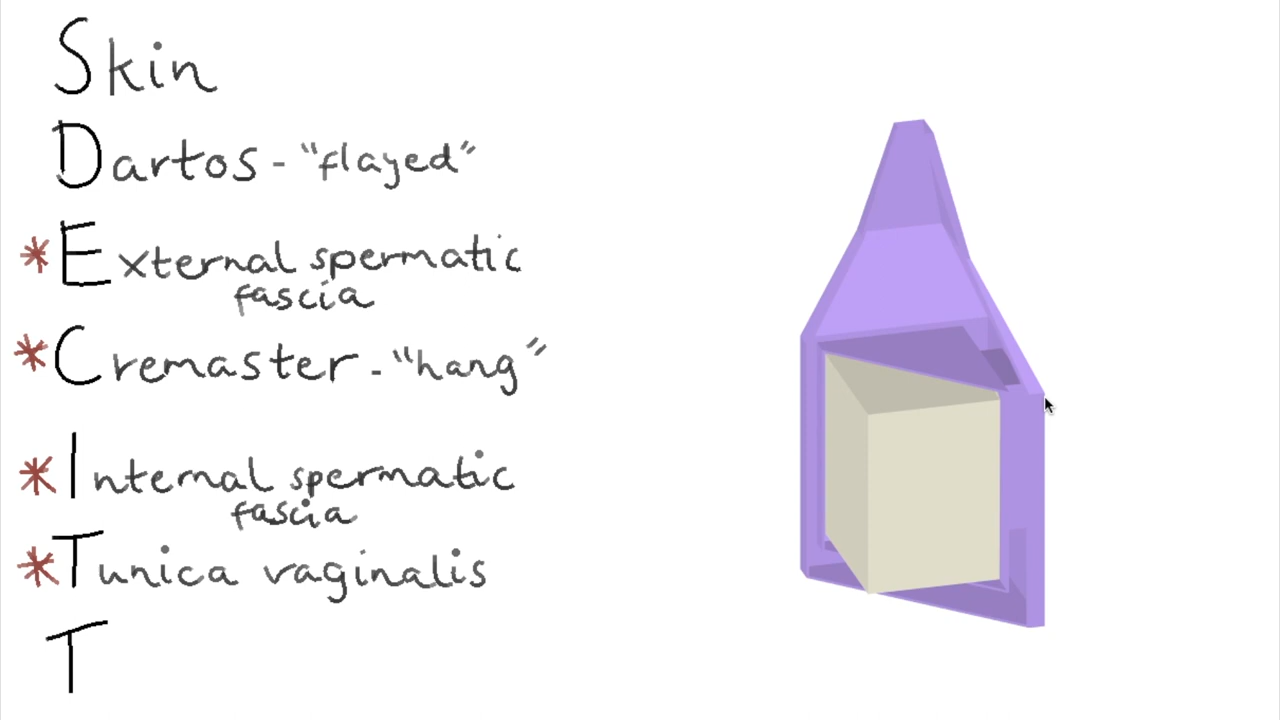 Skin
Dartos - "flayed"
*External spermatic
fascia
*Cremaster - "hang"
*Internal spermatic
fascia
*Tunica vaginalis
T